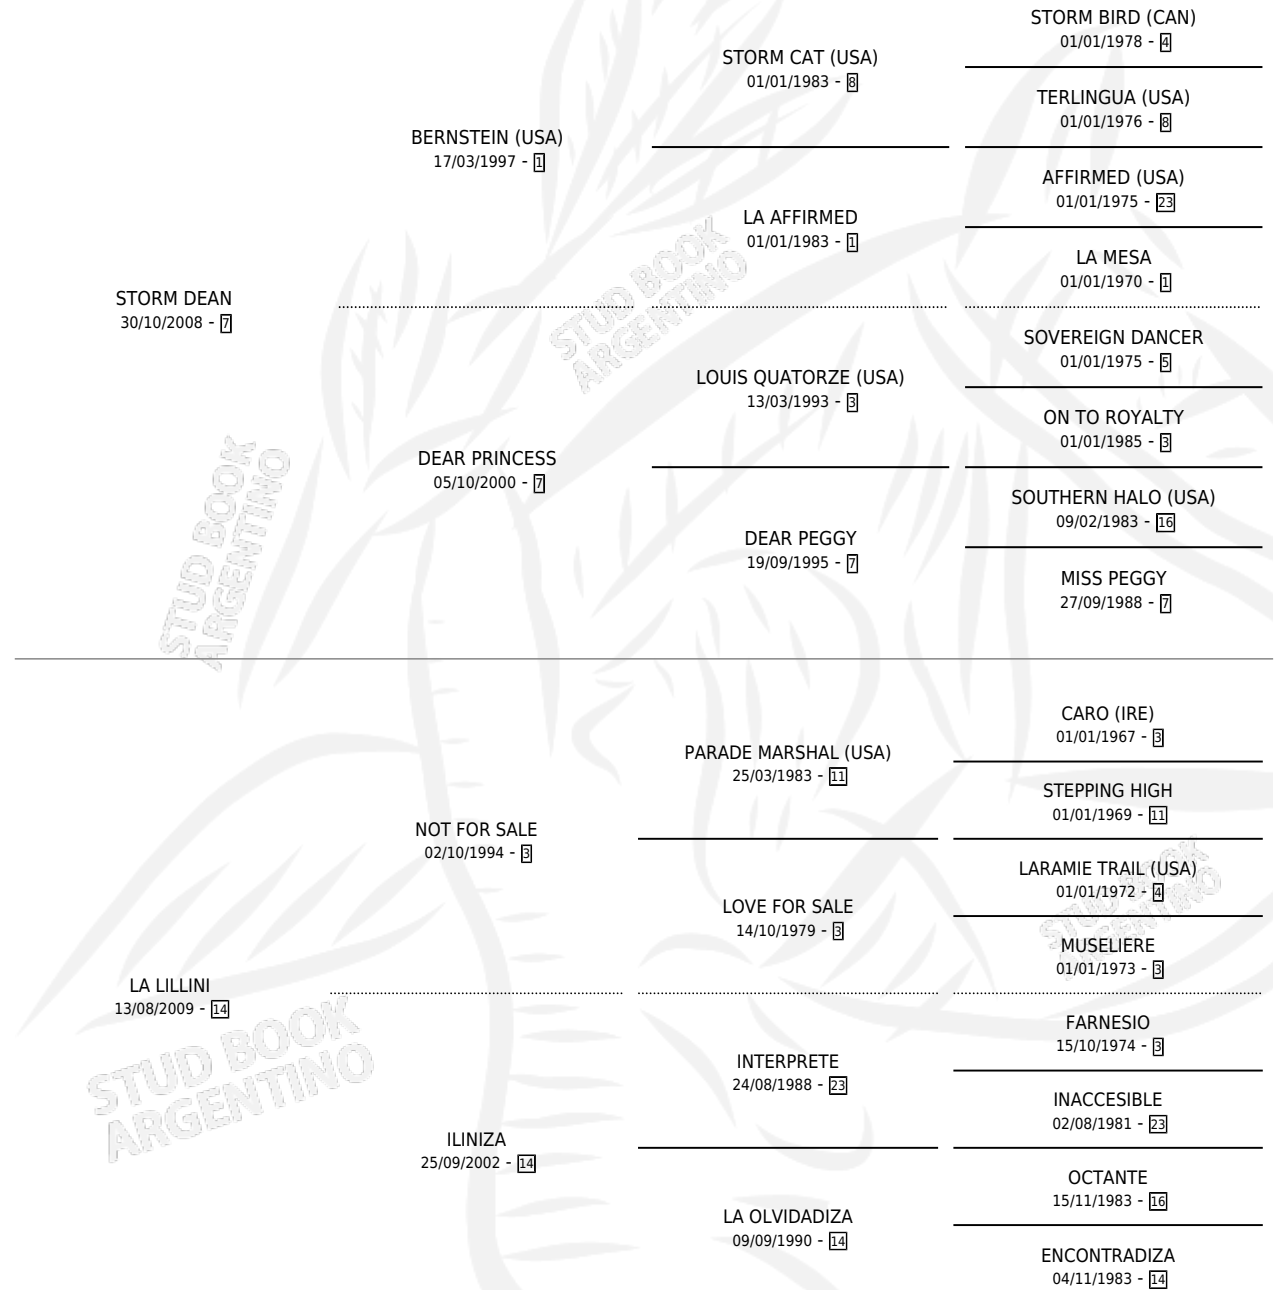 STORM BIRD (CAN)
01/01/1978 - 4
STORM CAT (USA)
01/01/1983 - 8
TERLINGUA (USA)
01/01/1976 - 8
BERNSTEIN (USA)
17/03/1997 - 1
AFFIRMED (USA)
01/01/1975 - 23
LA AFFIRMED
01/01/1983 - 1
LA MESA
01/01/1970 - 1
STORM DEAN
30/10/2008 - 7
SOVEREIGN DANCER
01/01/1975 - 5
LOUIS QUATORZE (USA)
13/03/1993 - 3
ON TO ROYALTY
01/01/1985 - 3
DEAR PRINCESS
05/10/2000 - 7
SOUTHERN HALO (USA)
09/02/1983 - 16
DEAR PEGGY
19/09/1995 - 7
MISS PEGGY
27/09/1988 - 7
STUD BOOK
ARGENTINO
STUD BOOK
ARGENTINO
CARO (IRE)
01/01/1967 - 3
PARADE MARSHAL (USA)
25/03/1983 - 11
STEPPING HIGH
01/01/1969 - 11
NOT FOR SALE
02/10/1994 - 3
LARAMIE TRAIL (USA)
01/01/1972 - 4
LOVE FOR SALE
14/10/1979 - 3
MUSELIERE
01/01/1973 - 3
STUD BOOK
ARGENTINO
LA LILLINI
13/08/2009 - 14
FARNESIO
15/10/1974 - 3
INTERPRETE
24/08/1988 - 23
INACCESIBLE
02/08/1981 - 23
ILINIZA
25/09/2002 - 14
OCTANTE
15/11/1983 - 16
LA OLVIDADIZA
09/09/1990 - 14
ENCONTRADIZA
04/11/1983 - 14
STUD BOOK
ARGENTINO